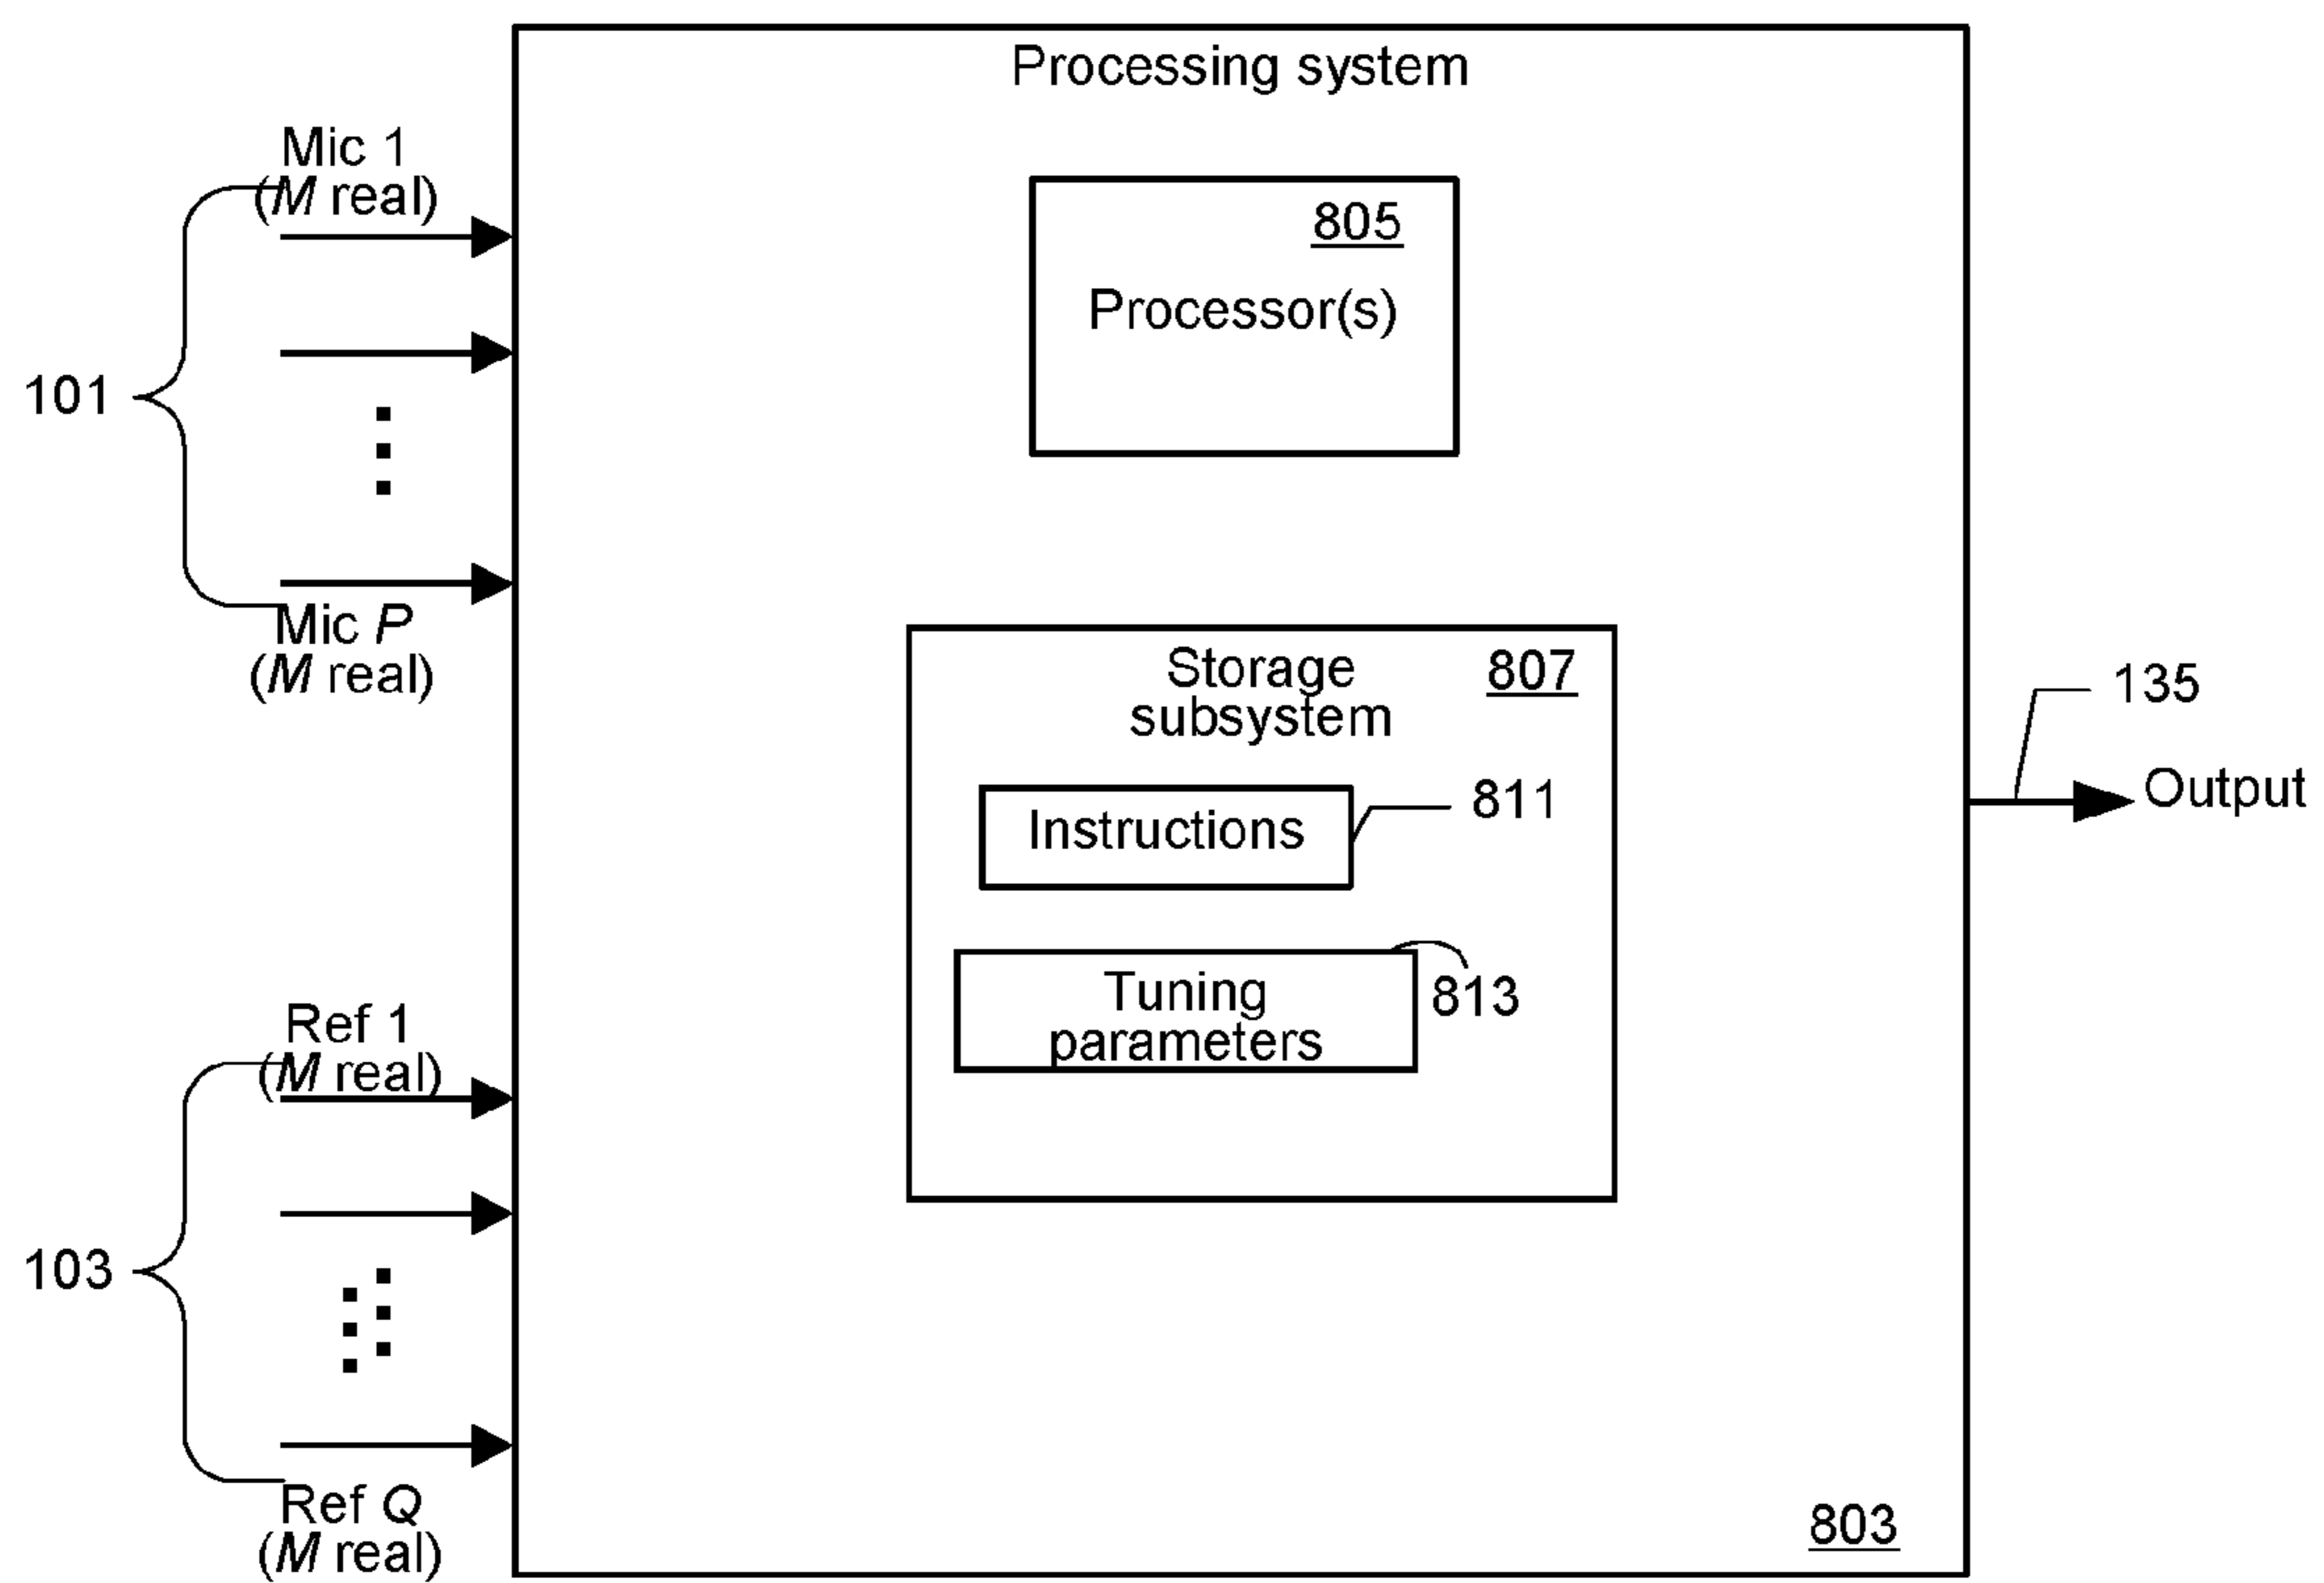 Processing system
Mic 1
(M real)
805
Processor(s)
101
Mic P
(M real)
Storage
subsystem
807
135
Output
Instructions
811
Tuning
parameters
813
Ref 1
(M real)
103
Ref Q
(M real)
803